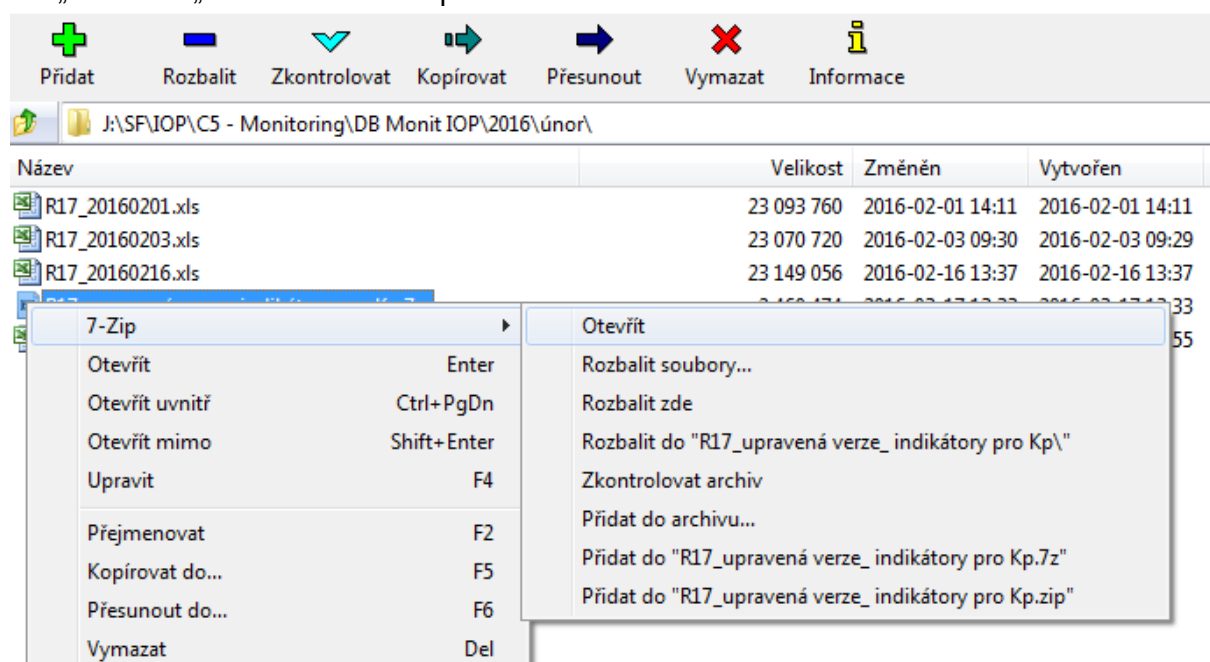 Přidat Rozbalit Zkontrolovat Kopírovat Přesunout Vymazat Informace
J:\SF\IOP\C5 - Monitoring\DB Monit IOP\2016\únor\
Název Velikost Změněn Vytvořen
R17_20160201.xls 23 093 760 2016-02-01 14:11 2016-02-01 14:11
R17_20160203.xls 23 070 720 2016-02-03 09:30 2016-02-03 09:29
R17_20160216.xls 23 149 056 2016-02-16 13:37 2016-02-16 13:37
33
55
7-Zip
Otevřít Enter
Otevřít uvnitř Ctrl+PgDn
Otevřít mimo Shift+Enter
Upravit F4
Přejmenovat F2
Kopírovat do... F5
Přesunout do... F6
Vymazat Del
Otevřít
Rozbalit soubory...
Rozbalit zde
Rozbalit do "R17_upravená verze_ indikátory pro Kp\"
Zkontrolovat archiv
Přidat do archivu...
Přidat do "R17_upravená verze_ indikátory pro Kp.7z"
Přidat do "R17_upravená verze_ indikátory pro Kp.zip"